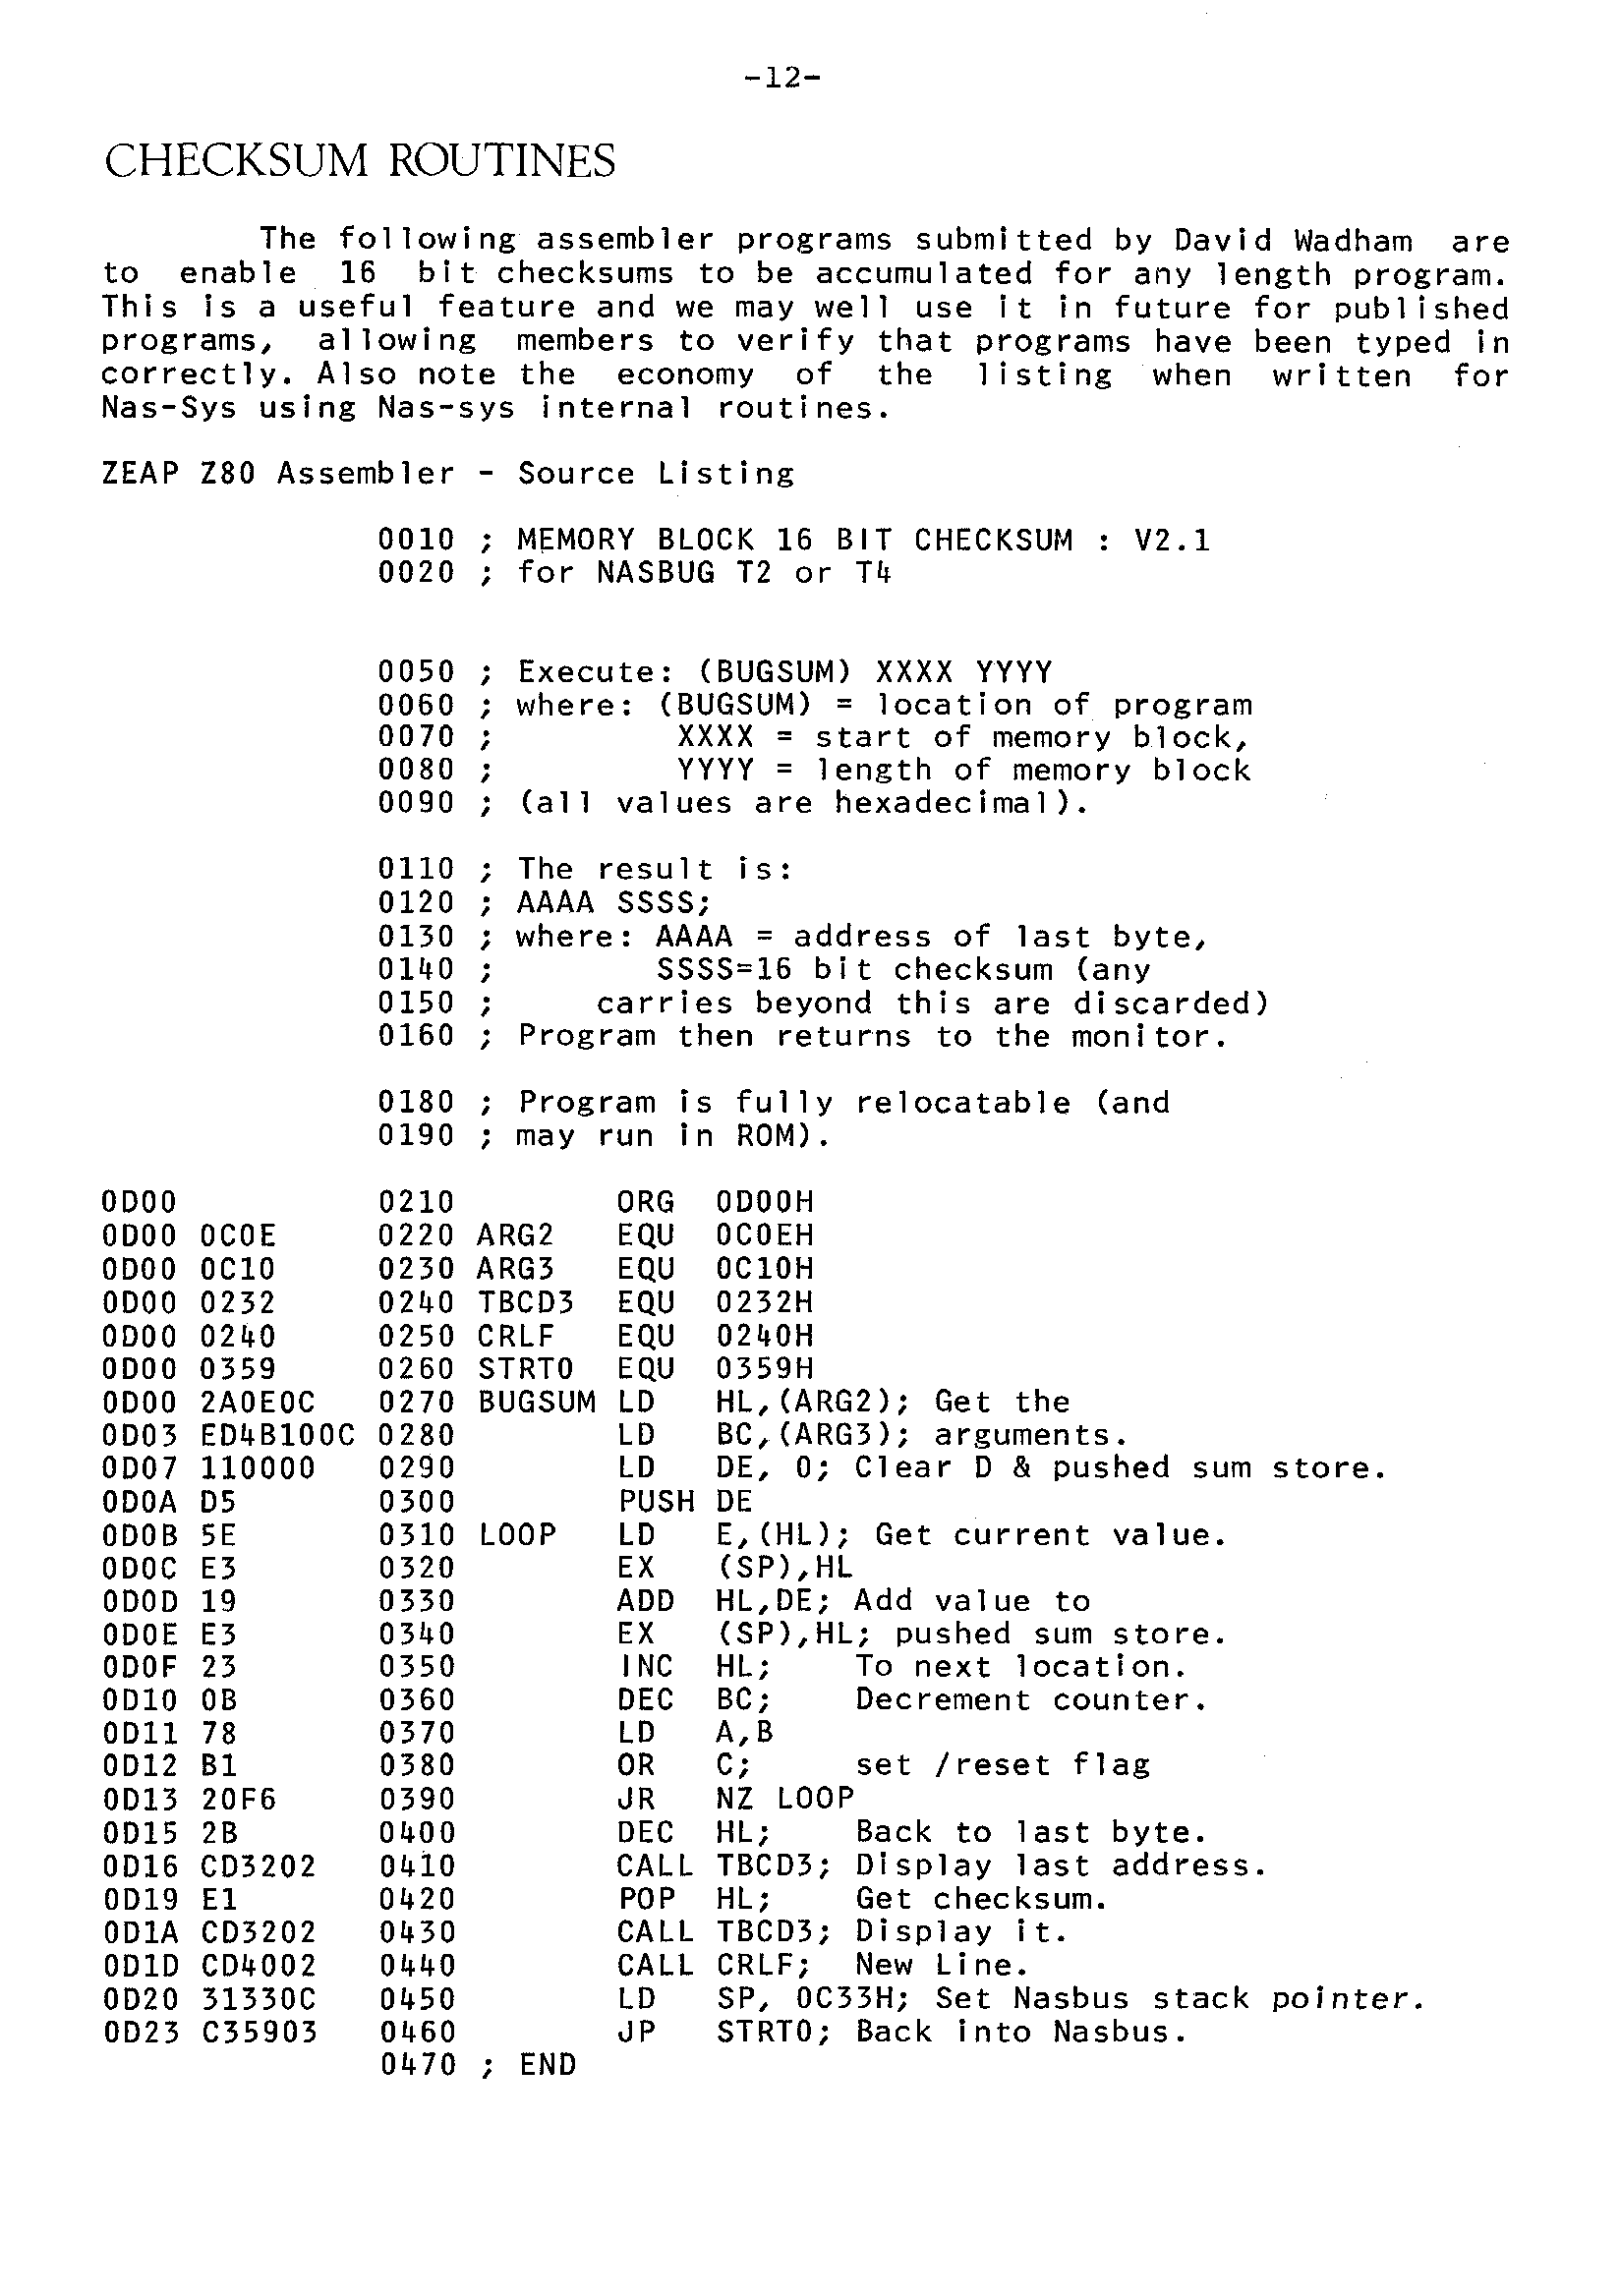 -12-
CHECKSUM ROUTINES
The following assembler programs submitted by David Wadham are
to enable 16 bit checksums to be accumulated for any length program.
This is a useful feature and we may well use it in future for published
programs, allowing members to verify that programs have been typed in
correctly. Also note the economy of the listing when written for
Nas-Sys using Nas-sys internal routines.
ZEAP Z80 Assembler - Source Listing
0010 ; MEMORY BLOCK 16 BIT CHECKSUM : V2.1
0020 ; for NASBUG T2 or T4
0050 ; Execute: (BUGSUM) XXXX YYYY
0060 ; where: (BUGSUM) = location of program
0070 ; XXXX = start of memory block,
0080 ; YYYY = length of memory block
0090 ; (all values are hexadecimal).
0110 ; The result is:
0120 ; AAAA SSSS;
0130 ; where: AAAA = address of last byte,
0140 ; SSSS=16 bit checksum (any
0150 ; carries beyond this are discarded)
0160 ; Program then returns to the monitor.
0180 ; Program is fully relocatable (and
0190 ; may run in ROM).
0D00 0210 ORG 0D00H
0D00 0C0E 0220 ARG2 EQU 0C0EH
0D00 0C10 0230 ARG3 EQU 0C10H
0D00 0232 0240 TBCD3 EQU 0232H
0D00 0240 0250 CRLF EQU 0240H
0D00 0359 0260 STRT0 EQU 0359H
0D00 2A0E0C 0270 BUGSUM LD HL,(ARG2); Get the
0D03 ED4B100C 0280 LD BC,(ARG3); arguments.
0D07 110000 0290 LD DE, 0; Clear D & pushed sum store.
0D0A D5 0300 PUSH DE
0D0B 5E 0310 LOOP LD E,(HL); Get current value.
0D0C E3 0320 EX (SP),HL
0D0D 19 0330 ADD HL,DE; Add value to
0D0E E3 0340 EX (SP),HL; pushed sum store.
0D0F 23 0350 INC HL; To next location.
0D10 0B 0360 DEC BC; Decrement counter.
0D11 78 0370 LD A,B
0D12 B1 0380 OR C; set /reset flag
0D13 20F6 0390 JR NZ LOOP
0D15 2B 0400 DEC HL; Back to last byte.
0D16 CD3202 0410 CALL TBCD3; Display last address.
0D19 E1 0420 POP HL; Get checksum.
0D1A CD3202 0430 CALL TBCD3; Display it.
0D1D CD4002 0440 CALL CRLF; New Line.
0D20 31330C 0450 LD SP, 0C33H; Set Nasbus stack pointer.
0D23 C35903 0460 JP STRT0; Back into Nasbus.
0470 ; END